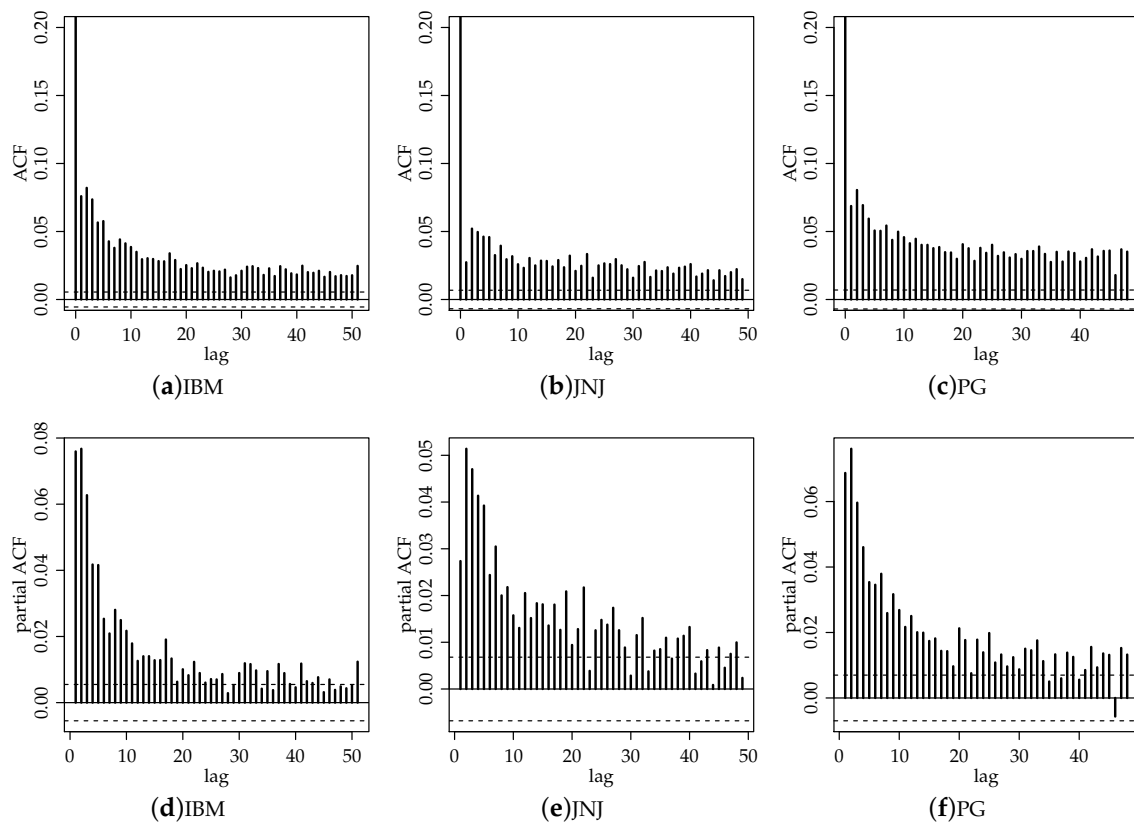 ACF
0.00 0.05 0.10 0.15 0.20
0 10 20 30 40 50
lag
(a)IBM
ACF
0.00 0.05 0.10 0.15 0.20
0 10 20 30 40 50
lag
(b)JNJ
ACF
0.00 0.05 0.10 0.15 0.20
0 10 20 30 40
lag
(c)PG
partial ACF
0.00 0.02 0.04 0.06 0.08
0 10 20 30 40 50
lag
(d)IBM
partial ACF
0.00 0.01 0.02 0.03 0.04 0.05
0 10 20 30 40 50
lag
(e)JNJ
partial ACF
0.00 0.02 0.04 0.06
0 10 20 30 40
lag
(f)PG